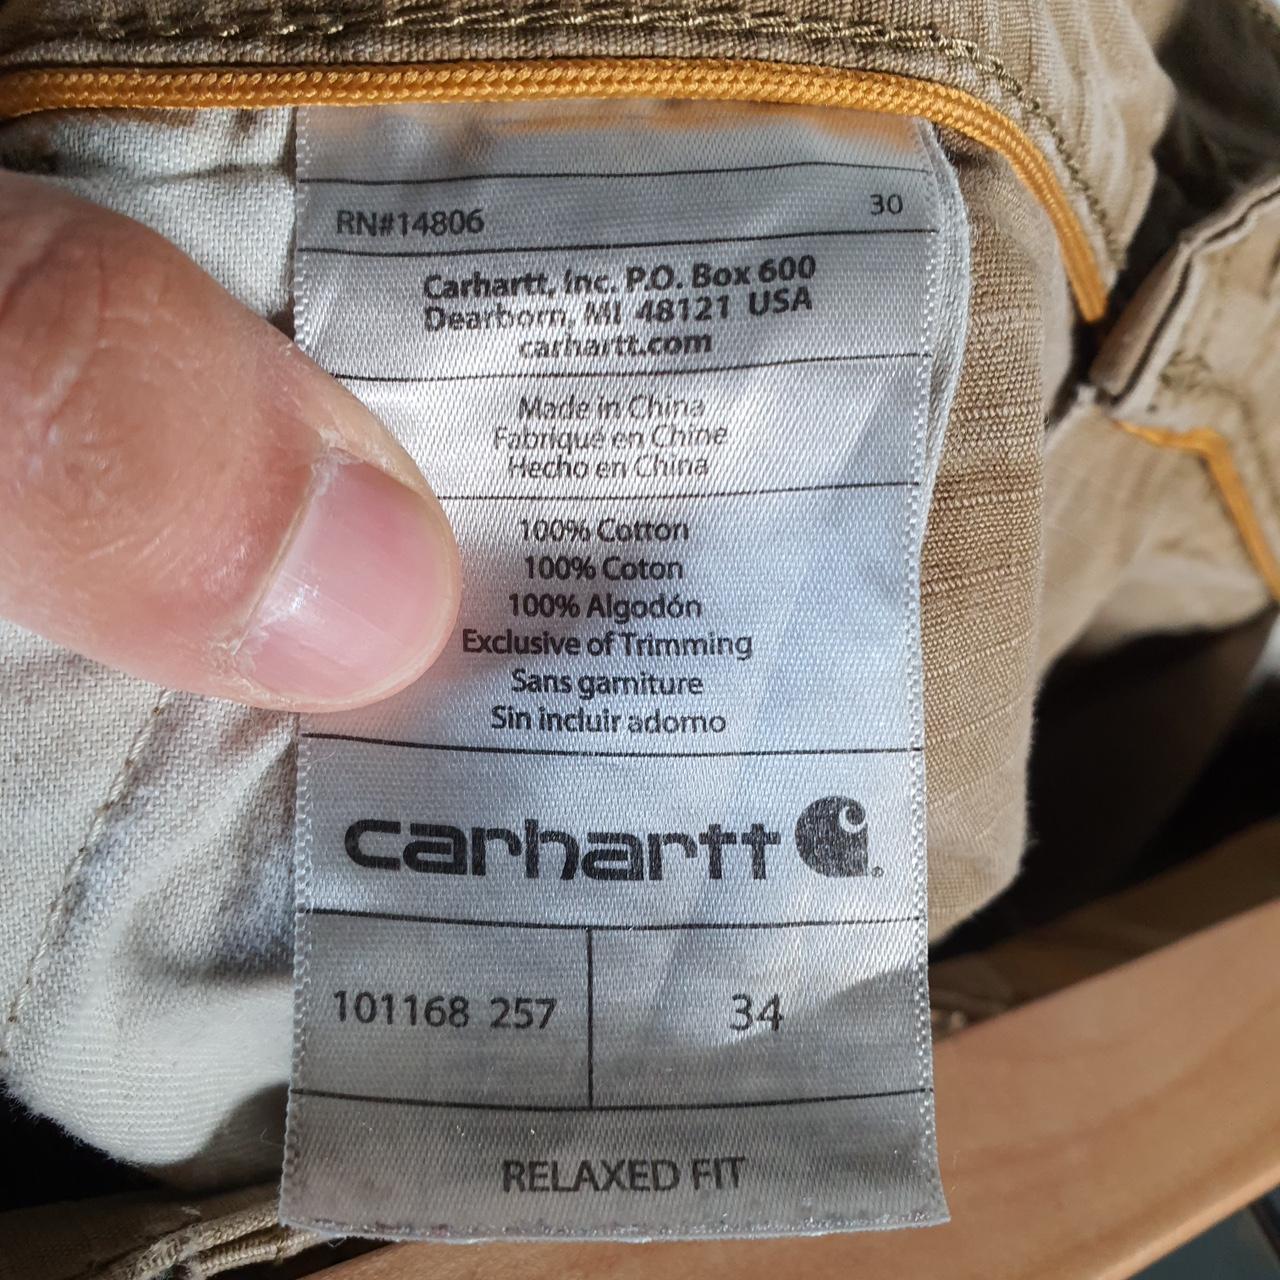 RN#14806 30
Carhartt, Inc. P.O. Box 600
Dearborn, MI 48121 USA
carhartt.com
Made in China
Fabriqué en Chine
Hecho en China
100% Cotton
100% Coton
100% Algodón
Exclusive of Trimming
Sans garniture
Sin incluir adorno
carhartt
101168 257 34
RELAXED FIT